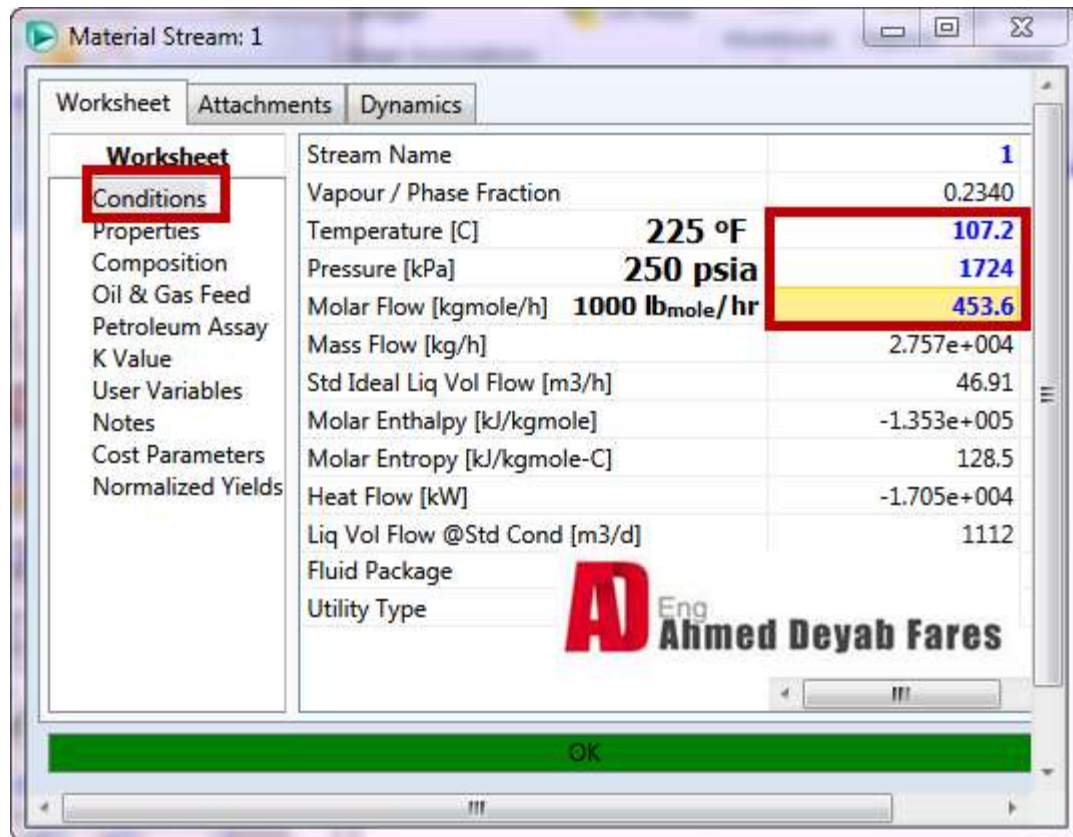 Material Stream: 1
Worksheet Attachments Dynamics
Worksheet
Conditions
Properties
Composition
Oil & Gas Feed
Petroleum Assay
K Value
User Variables
Notes
Cost Parameters
Normalized Yields
Stream Name 1
Vapour / Phase Fraction 0.2340
Temperature [C] 225 ºF 107.2
Pressure [kPa] 250 psia 1724
Molar Flow [kgmole/h] 1000 lbmole/hr 453.6
Mass Flow [kg/h] 2.757e+004
Std Ideal Liq Vol Flow [m3/h] 46.91
Molar Enthalpy [kJ/kgmole] -1.353e+005
Molar Entropy [kJ/kgmole-C] 128.5
Heat Flow [kW] -1.705e+004
Liq Vol Flow @Std Cond [m3/d] 1112
Fluid Package
Utility Type
AD Eng
Ahmed Deyab Fares
OK